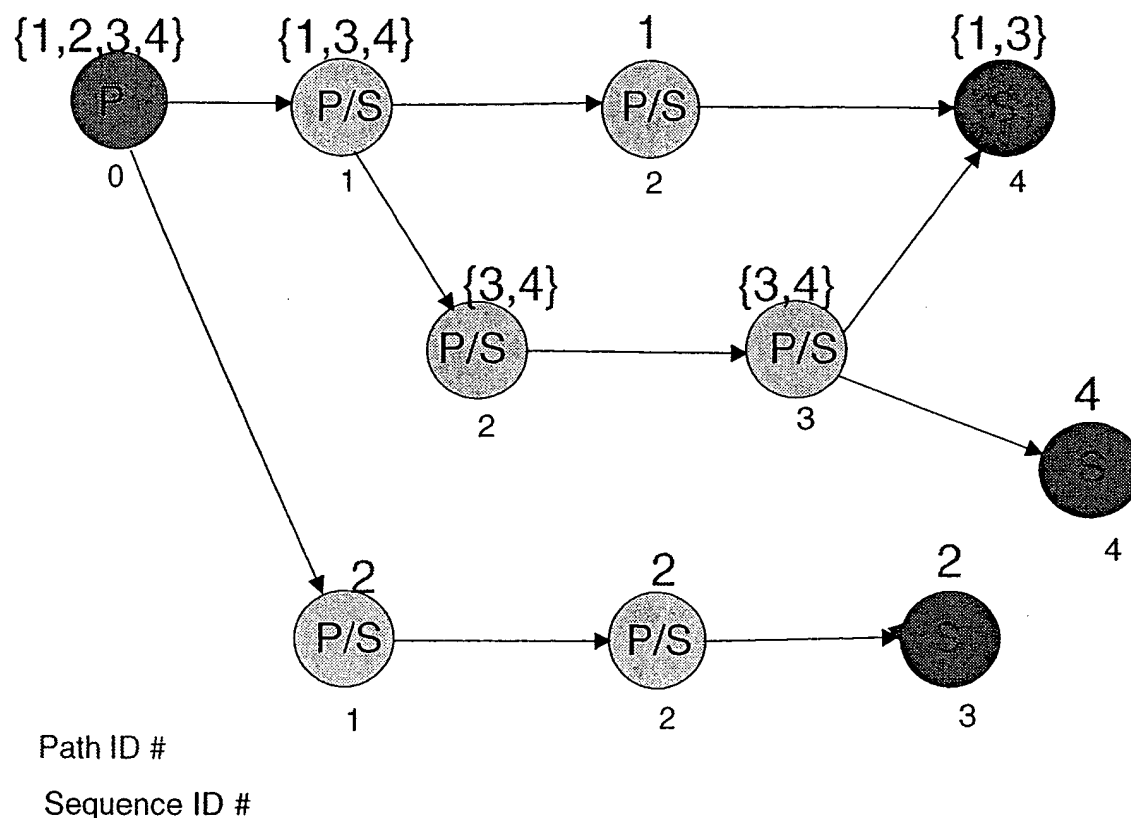 {1,2,3,4} {1,3,4} 1 {1,3}
P P/S P/S S
0 1 2 4
{3,4} {3,4}
P/S P/S
2 3
4
S
4
2 2 2
P/S P/S S
1 2 3
Path ID #
Sequence ID #